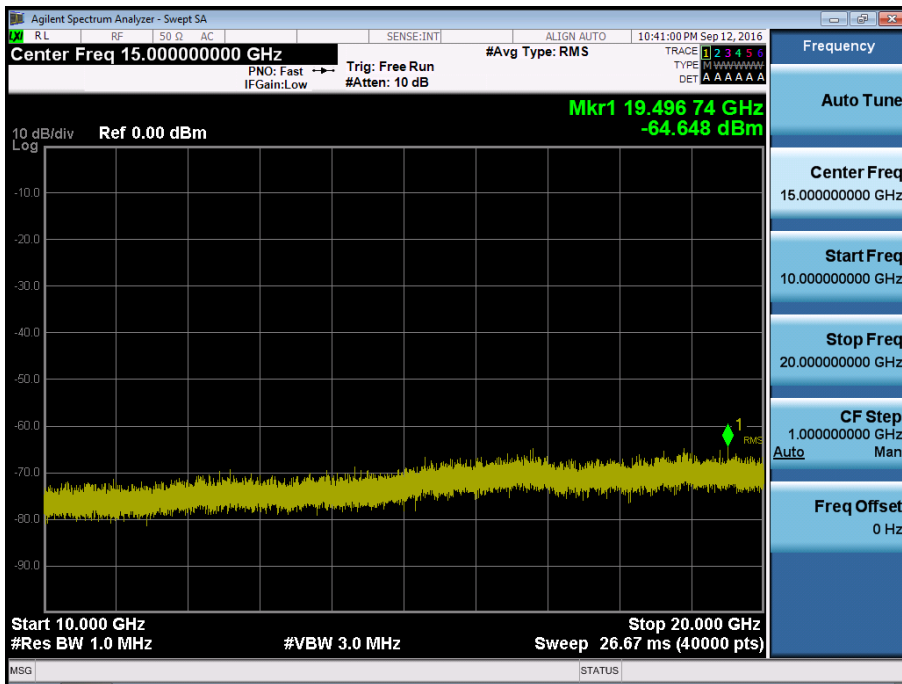 Agilent Spectrum Analyzer - Swept SA
LXI RL RF 50 Ω AC SENSE:INT ALIGN AUTO 10:41:00 PM Sep 12, 2016
Center Freq 15.000000000 GHz #Avg Type: RMS TRACE 1 2 3 4 5 6
PNO: Fast Trig: Free Run TYPE M WWWWW
IFGain:Low #Atten: 10 dB DET A A A A A A
Mkr1 19.496 74 GHz
-64.648 dBm
10 dB/div Ref 0.00 dBm
Log
-10.0
-20.0
-30.0
-40.0
-50.0
-60.0
1
RMS
-70.0
-80.0
-90.0
Start 10.000 GHz Stop 20.000 GHz
#Res BW 1.0 MHz #VBW 3.0 MHz Sweep 26.67 ms (40000 pts)
MSG STATUS
Frequency
Auto Tune
Center Freq
15.000000000 GHz
Start Freq
10.000000000 GHz
Stop Freq
20.000000000 GHz
CF Step
1.000000000 GHz
Auto Man
Freq Offset
0 Hz